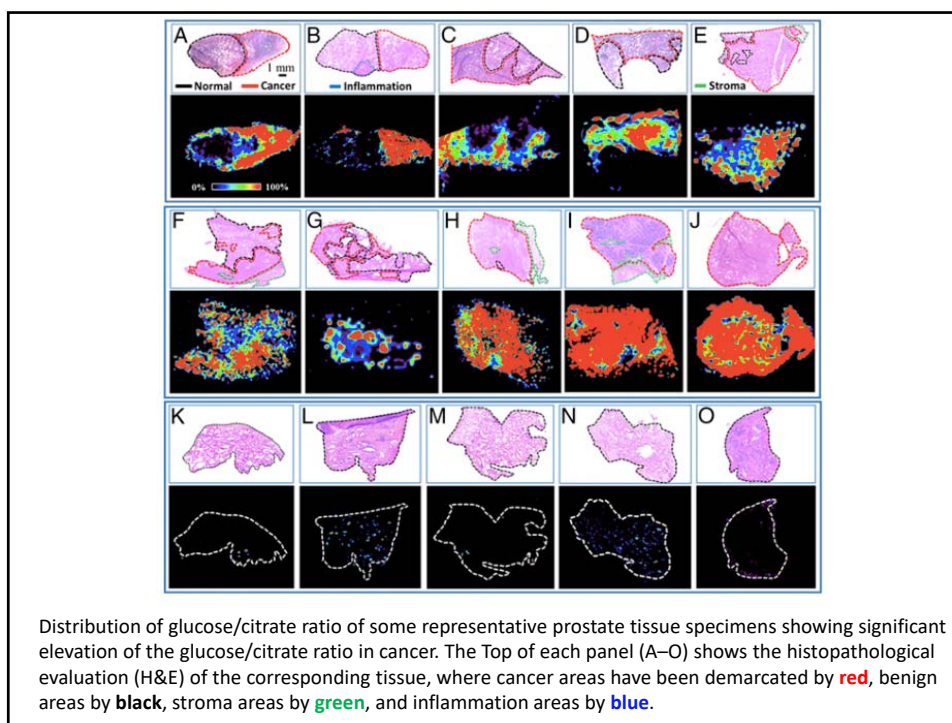 A B C D E
1 mm
Normal Cancer Inflammation Stroma
0% 100%
F G H I J
K L M N O
Distribution of glucose/citrate ratio of some representative prostate tissue specimens showing significant
elevation of the glucose/citrate ratio in cancer. The Top of each panel (A–O) shows the histopathological
evaluation (H&E) of the corresponding tissue, where cancer areas have been demarcated by red, benign
areas by black, stroma areas by green, and inflammation areas by blue.